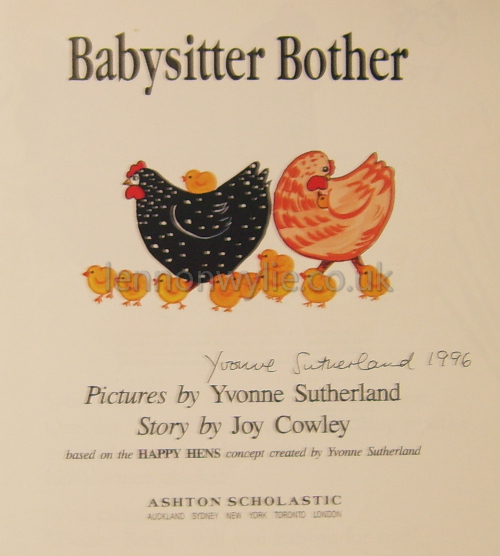 Babysitter Bother
lennonwylie.co.uk
Yvonne Sutherland 1996
Pictures by Yvonne Sutherland
Story by Joy Cowley
based on the HAPPY HENS concept created by Yvonne Sutherland
ASHTON SCHOLASTIC
AUCKLAND SYDNEY NEW YORK TORONTO LONDON